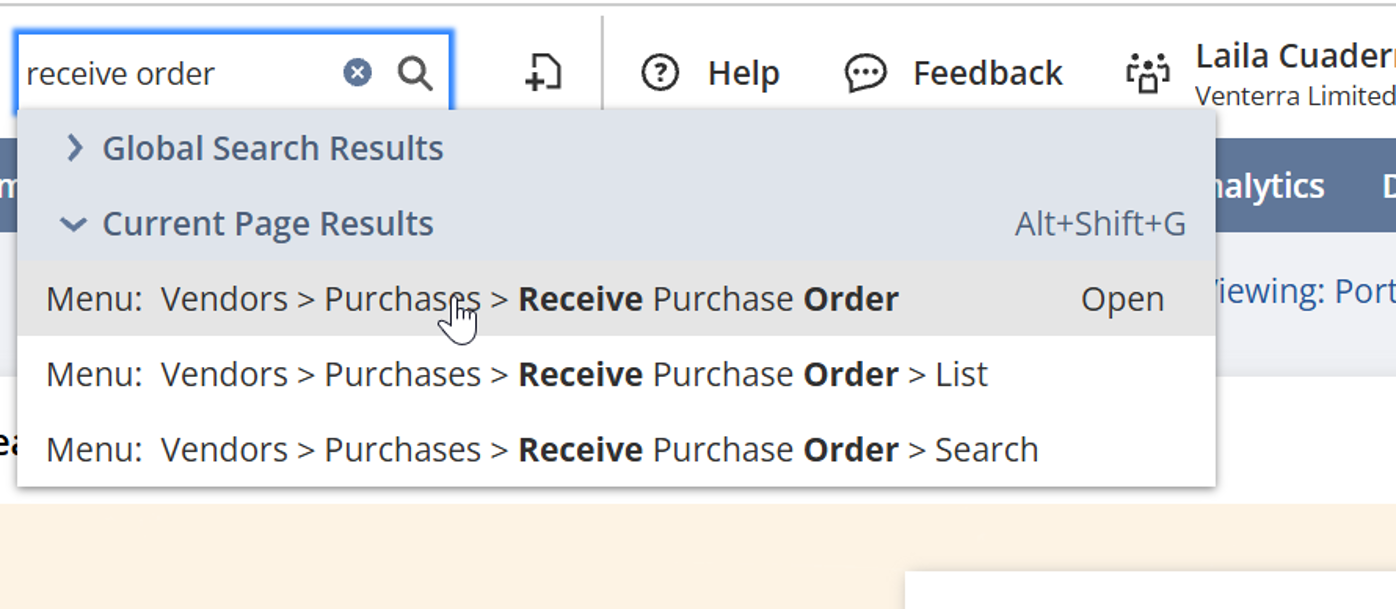 receive order
Help
Feedback
Laila Cuader
Venterra Limited
Global Search Results
nalytics
Current Page Results Alt+Shift+G
Menu: Vendors > Purchases > Receive Purchase Order Open
Viewing: Port
Menu: Vendors > Purchases > Receive Purchase Order > List
Menu: Vendors > Purchases > Receive Purchase Order > Search